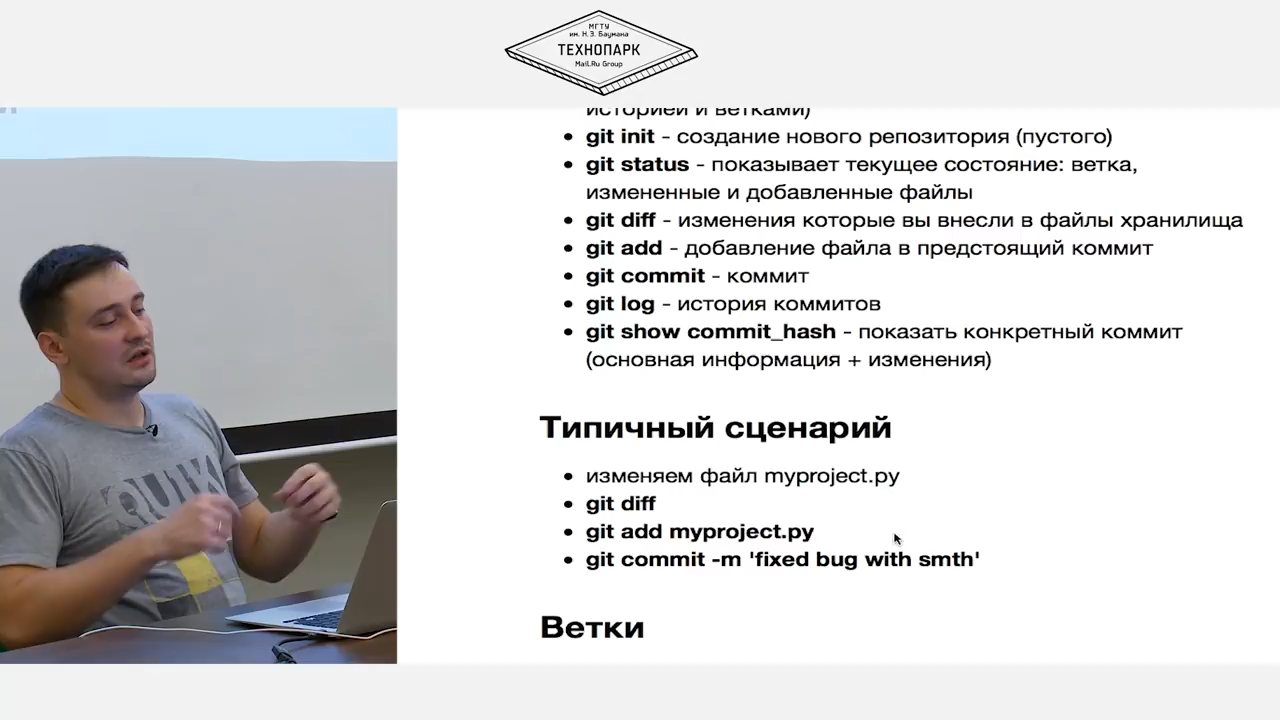 МГТУ
им. Н.Э. Баумана
ТЕХНОПАРК
Mail.Ru Group
историей и ветками)
git init - создание нового репозитория (пустого)
git status - показывает текущее состояние: ветка,
измененные и добавленные файлы
git diff - изменения которые вы внесли в файлы хранилища
git add - добавление файла в предстоящий коммит
git commit - коммит
git log - история коммитов
git show commit_hash - показать конкретный коммит
(основная информация + изменения)
Типичный сценарий
изменяем файл myproject.py
git diff
git add myproject.py
git commit -m 'fixed bug with smth'
Ветки